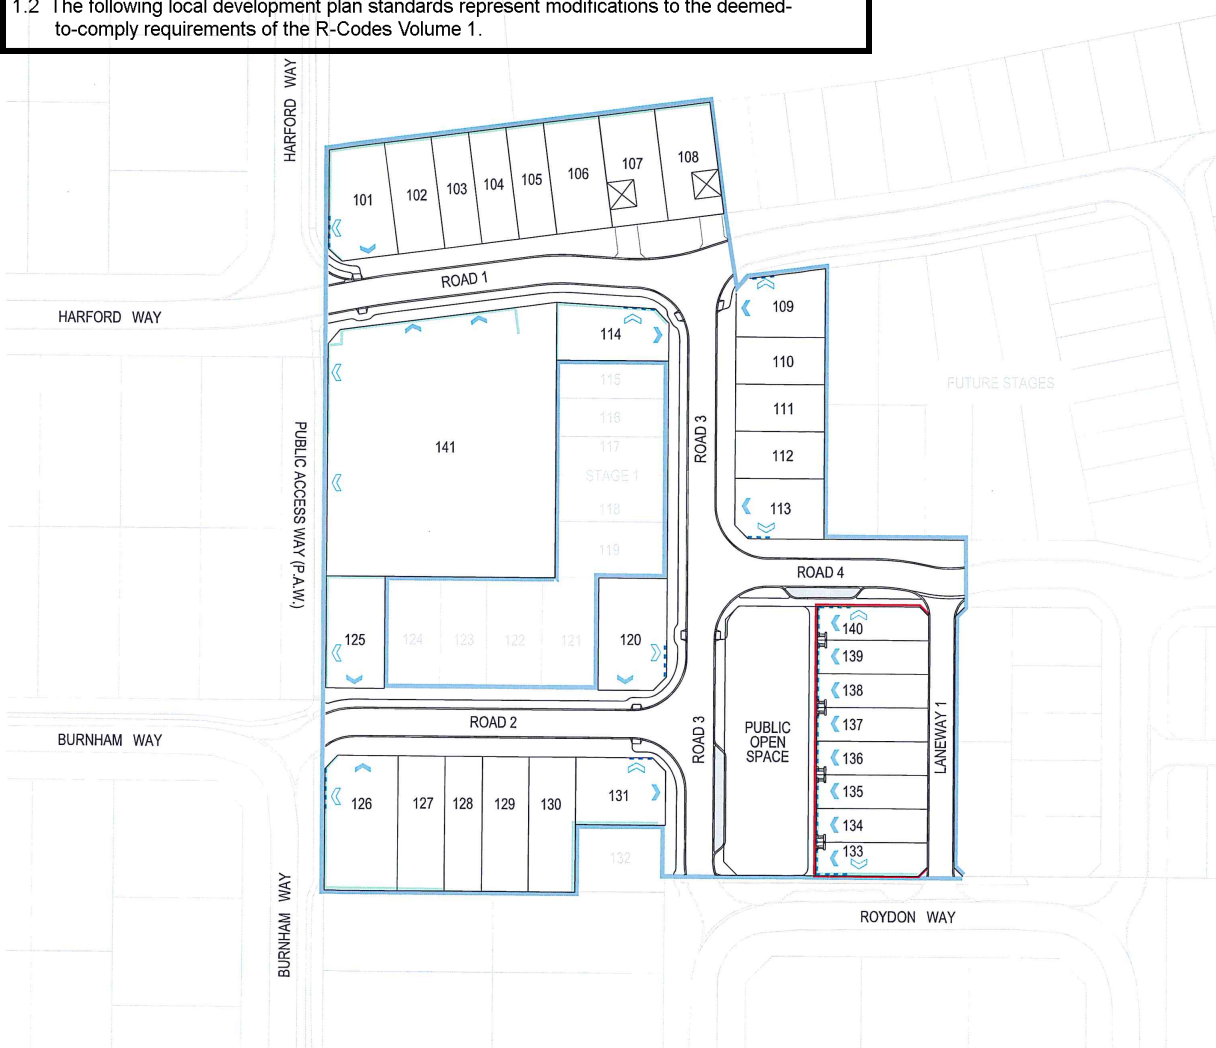 1.2 The following local development plan standards represent modifications to the deemed-
to-comply requirements of the R-Codes Volume 1.
HARFORD WAY
101
102
103
104
105
106
107
108
ROAD 1
HARFORD WAY
109
114
110
115
FUTURE STAGES
111
116
ROAD 3
141
117
112
STAGE 1
PUBLIC ACCESS WAY (P.A.W.)
118
113
119
ROAD 4
125
124
123
122
121
120
140
139
138
137
136
135
134
133
ROAD 2
ROAD 3
PUBLIC
OPEN
SPACE
LANEWAY 1
BURNHAM WAY
126
127
128
129
130
131
132
BURNHAM WAY
ROYDON WAY